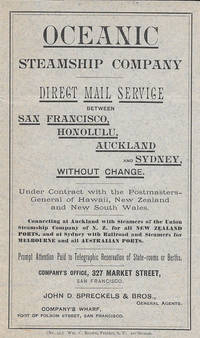 OCEANIC
STEAMSHIP COMPANY
DIRECT MAIL SERVICE
BETWEEN
SAN FRANCISCO,
HONOLULU,
AUCKLAND
AND SYDNEY,
WITHOUT CHANGE.
Under Contract with the Postmasters-
General of Hawaii, New Zealand
and New South Wales.
Connecting at Auckland with Steamers of the Union
Steamship Company of N. Z. for all NEW ZEALAND
PORTS, and at Sydney with Railroad and Steamers for
MELBOURNE and all AUSTRALIAN PORTS.
Prompt Attention Paid to Telegraphic Reservation of State-rooms or Berths.
COMPANY'S OFFICE, 327 MARKET STREET,
SAN FRANCISCO.
JOHN D. SPRECKELS & BROS.,
GENERAL AGENTS.
COMPANY'S WHARF,
FOOT OF FOLSOM STREET, SAN FRANCISCO.